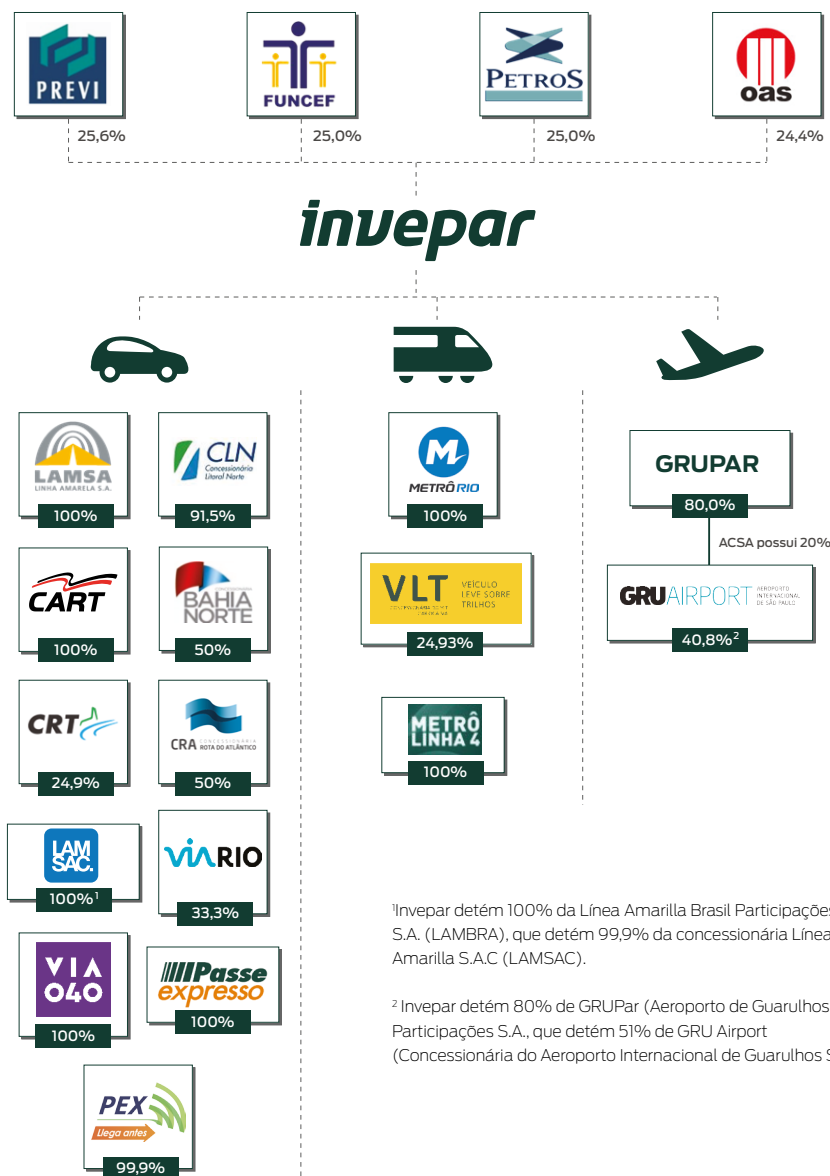 PREVI
FUNCEF
PETROS
oas
25,6%
25,0%
25,0%
24,4%
invepar
LAMSA
LINHA AMARELA S.A.
100%
CLN
Concessionária
Litoral Norte
91,5%
CART
100%
BAHIA
NORTE
50%
CRT
24,9%
CRA CONCESSIONÁRIA
ROTA DO ATLÂNTICO
50%
LAM
SAC.
100%¹
VIARIO
33,3%
VIA
040
100%
Passe
expresso
100%
PEX
Llega antes
99,9%
METRÔRIO
100%
VLT
VEÍCULO
LEVE SOBRE
TRILHOS
24,93%
METRÔ
LINHA 4
100%
GRUPAR
80,0%
ACSA possui 20%
GRUAIRPORT
AEROPORTO
INTERNACIONAL
DE SÃO PAULO
40,8%²
¹Invepar detém 100% da Línea Amarilla Brasil Participações
S.A. (LAMBRA), que detém 99,9% da concessionária Línea
Amarilla S.A.C (LAMSAC).
² Invepar detém 80% de GRUPar (Aeroporto de Guarulhos
Participações S.A., que detém 51% de GRU Airport
(Concessionária do Aeroporto Internacional de Guarulhos S